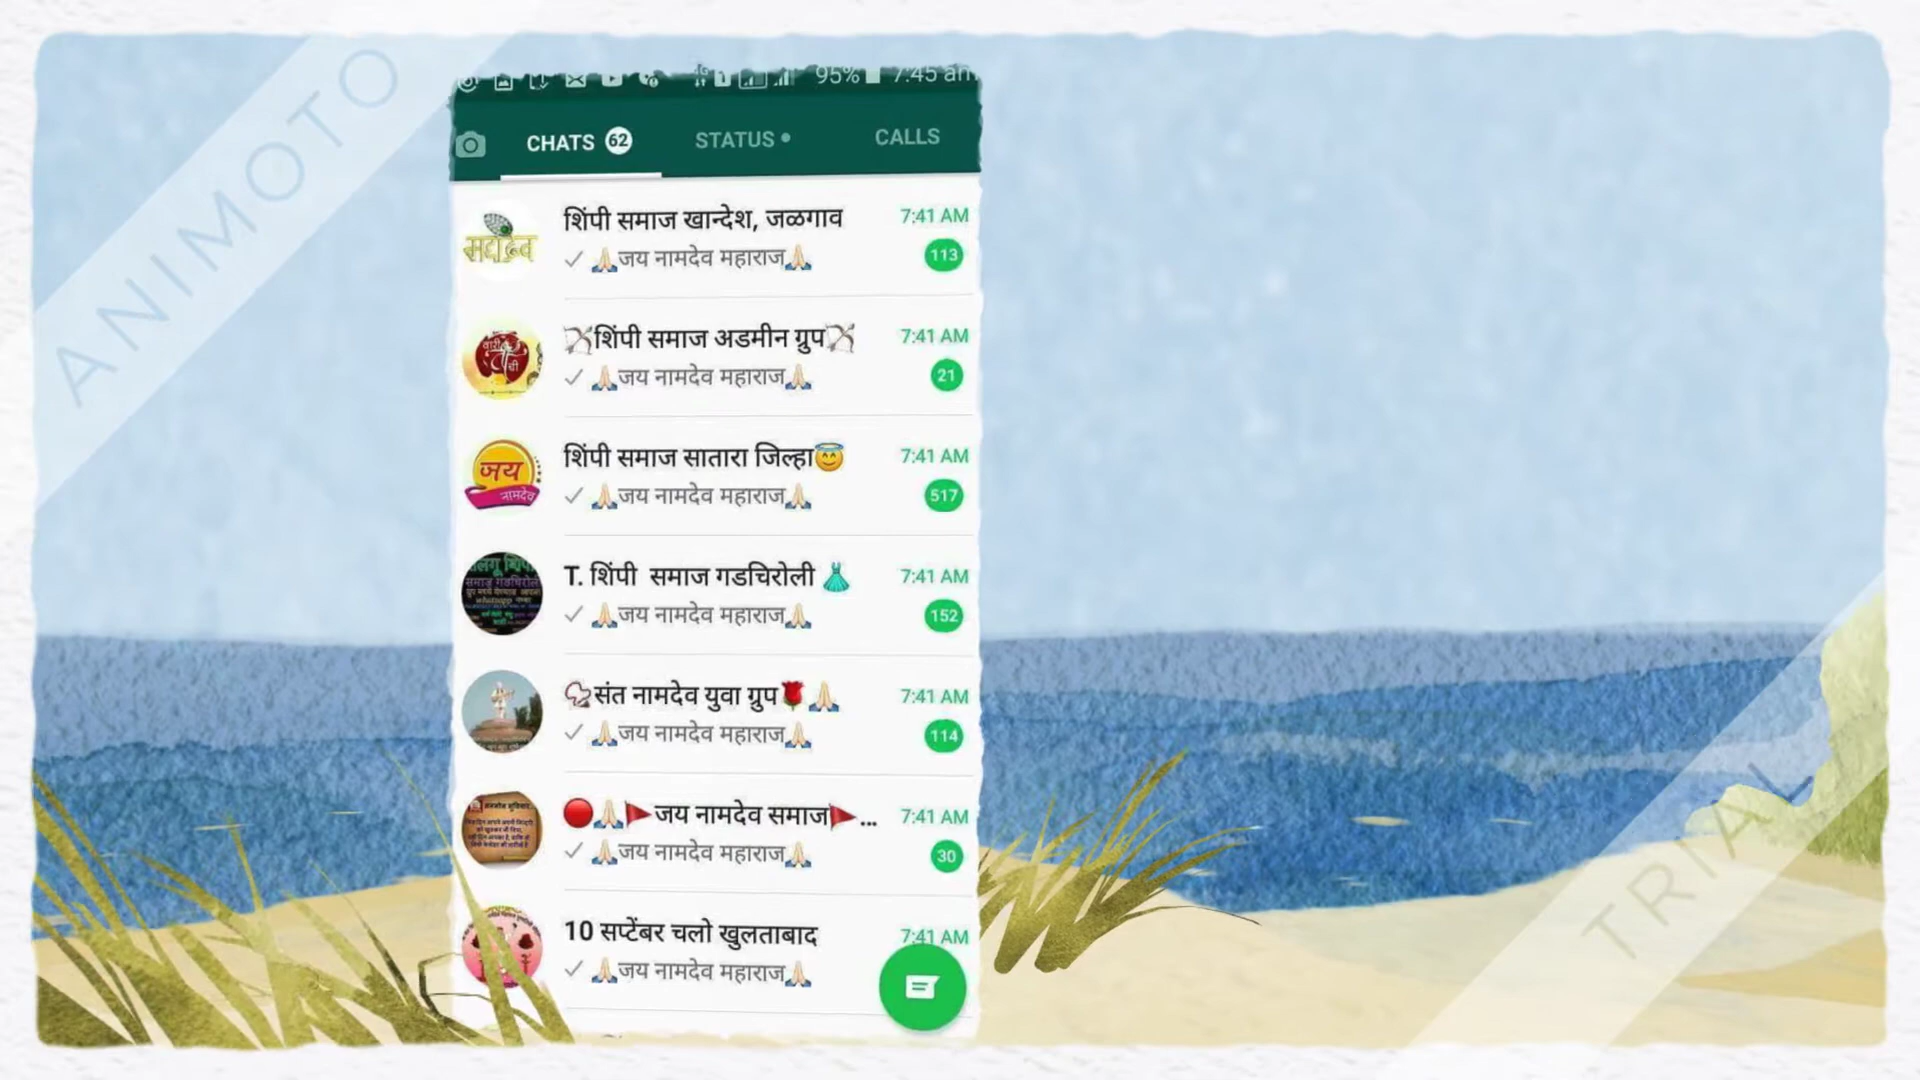 ANIMOTO
95% 7:45 am
CHATS 62 STATUS CALLS
शिंपी समाज खान्देश, जळगाव 7:41 AM
🙏🏻जय नामदेव महाराज🙏🏻 113
🏹शिंपी समाज अडमीन ग्रुप🏹 7:41 AM
🙏🏻जय नामदेव महाराज🙏🏻 21
शिंपी समाज सातारा जिल्हा😇 7:41 AM
🙏🏻जय नामदेव महाराज🙏🏻 517
जय
नामदेव
T. शिंपी समाज गडचिरोली 👗 7:41 AM
🙏🏻जय नामदेव महाराज🙏🏻 152
📿संत नामदेव युवा ग्रुप🌹🙏🏻 7:41 AM
🙏🏻जय नामदेव महाराज🙏🏻 114
🔴🙏🏻🚩जय नामदेव समाज🚩... 7:41 AM
🙏🏻जय नामदेव महाराज🙏🏻 30
10 सप्टेंबर चलो खुलताबाद 7:41 AM
🙏🏻जय नामदेव महाराज🙏🏻
TRIAL